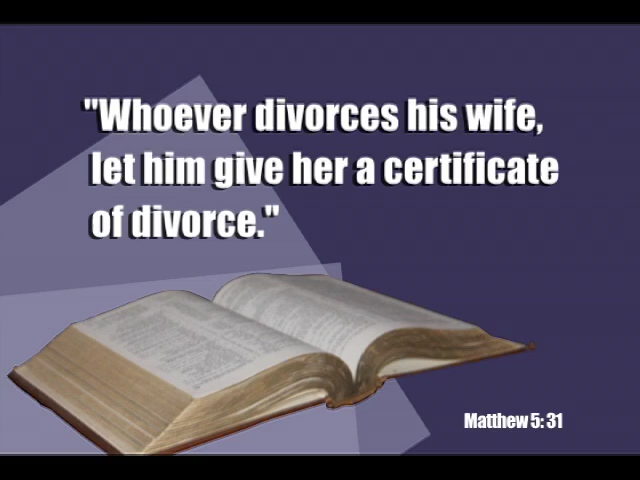 "Whoever divorces his wife,
let him give her a certificate
of divorce."
Matthew 5: 31